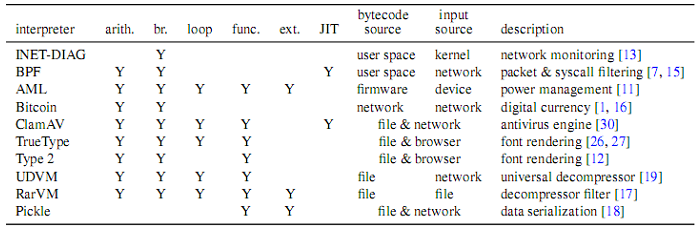 bytecode input
interpreter arith. br. loop func. ext. JIT source source description
INET-DIAG Y user space kernel network monitoring [13]
BPF Y Y Y user space network packet & syscall filtering [7, 15]
AML Y Y Y Y Y firmware device power management [11]
Bitcoin Y Y network network digital currency [1, 16]
ClamAV Y Y Y Y Y file & network antivirus engine [30]
TrueType Y Y Y Y file & browser font rendering [26, 27]
Type 2 Y Y Y file & browser font rendering [12]
UDVM Y Y Y Y file network universal decompressor [19]
RarVM Y Y Y Y Y file file decompressor filter [17]
Pickle Y Y file & network data serialization [18]